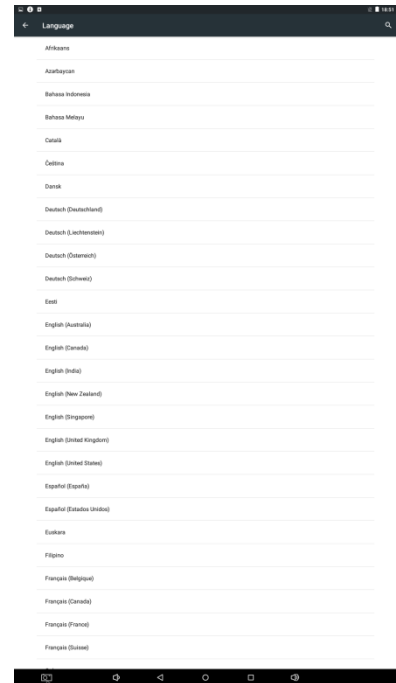 18:51
Language
Afrikaans
Azərbaycan
Bahasa Indonesia
Bahasa Melayu
Català
Čeština
Dansk
Deutsch (Deutschland)
Deutsch (Liechtenstein)
Deutsch (Österreich)
Deutsch (Schweiz)
Eesti
English (Australia)
English (Canada)
English (India)
English (New Zealand)
English (Singapore)
English (United Kingdom)
English (United States)
Español (España)
Español (Estados Unidos)
Euskara
Filipino
Français (Belgique)
Français (Canada)
Français (France)
Français (Suisse)